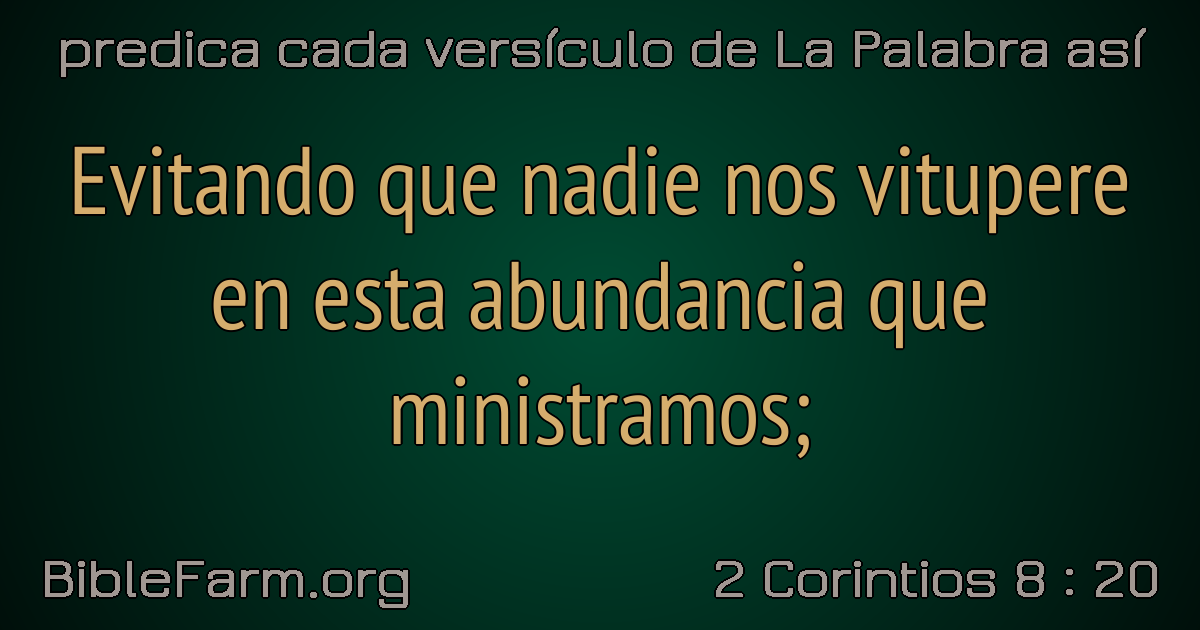 predica cada versículo de La Palabra así
Evitando que nadie nos vitupere
en esta abundancia que
ministramos;
BibleFarm.org
2 Corintios 8 : 20